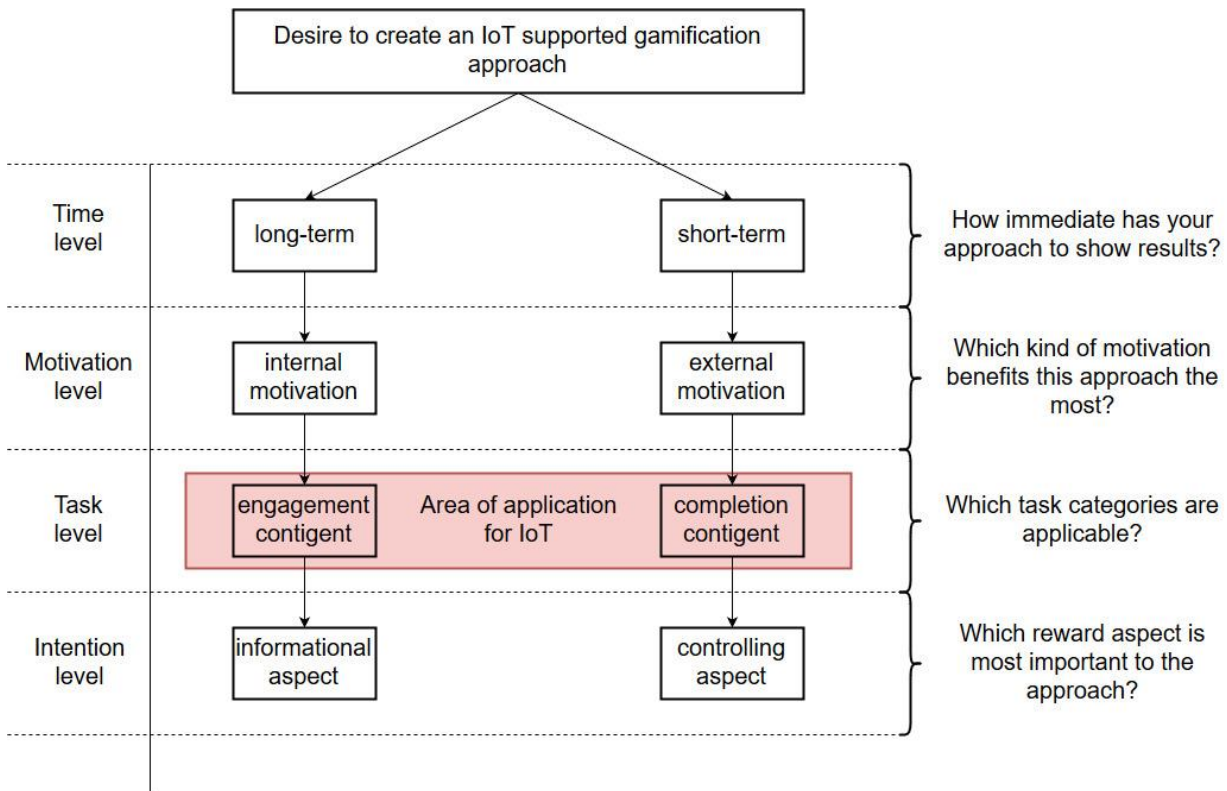 Desire to create an IoT supported gamification
approach
Time
level
long-term
short-term
How immediate has your
approach to show results?
Motivation
level
internal
motivation
external
motivation
Which kind of motivation
benefits this approach the
most?
Task
level
engagement
contigent
Area of application
for IoT
completion
contigent
Which task categories are
applicable?
Intention
level
informational
aspect
controlling
aspect
Which reward aspect is
most important to the
approach?